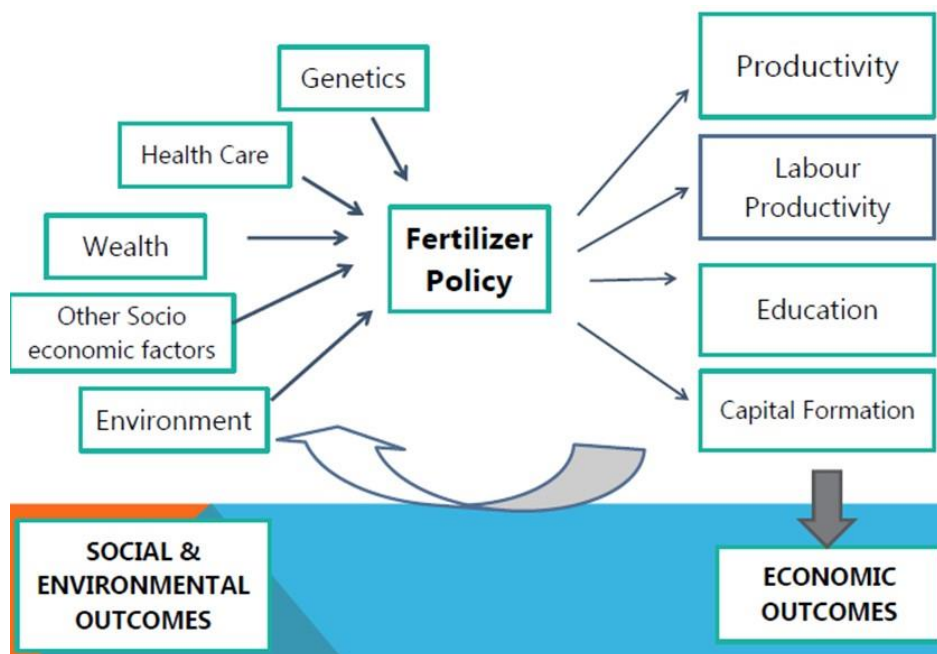 Genetics
Health Care
Wealth
Other Socio
economic factors
Environment
Fertilizer
Policy
Productivity
Labour
Productivity
Education
Capital Formation
SOCIAL &
ENVIRONMENTAL
OUTCOMES
ECONOMIC
OUTCOMES